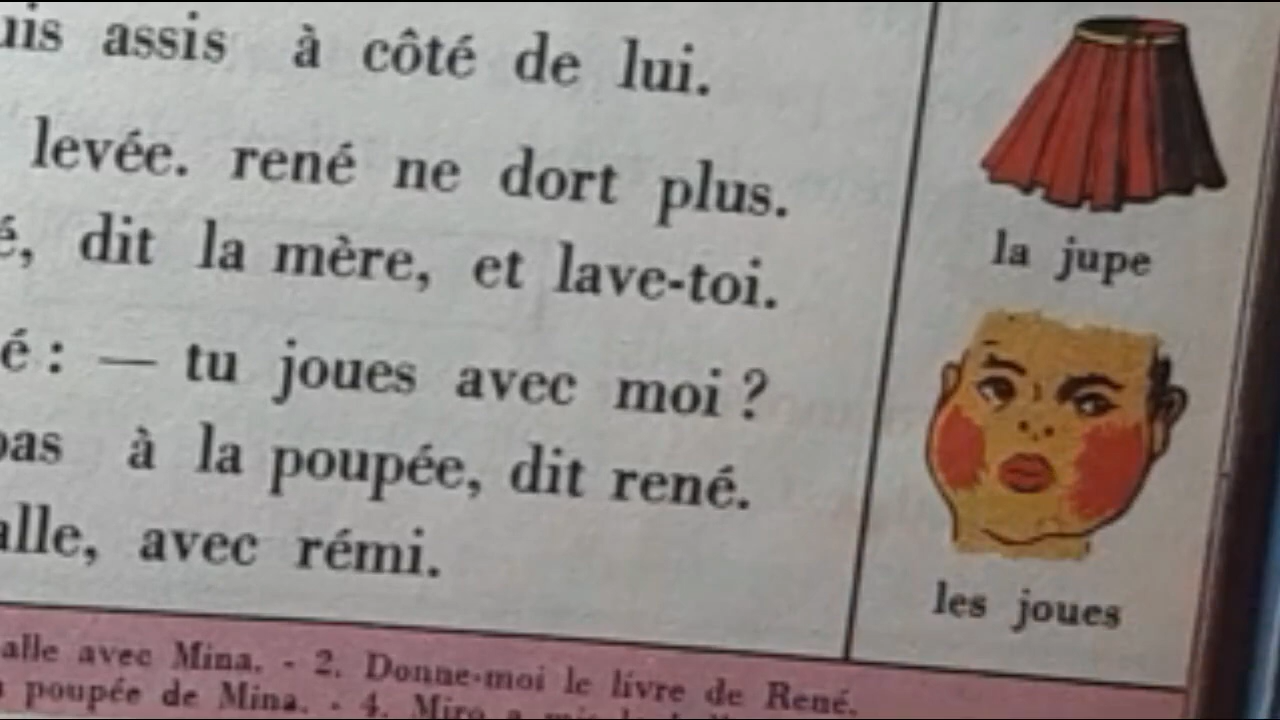 assis à côté de lui.
levée. rené ne dort plus.
dit la mère, et lave-toi.
— tu joues avec moi ?
à la poupée, dit rené.
avec rémi.
la jupe
les joues
avec Mina. - 2. Donne-moi le livre de René.
poupée de Mina. - 4. Miro a mis